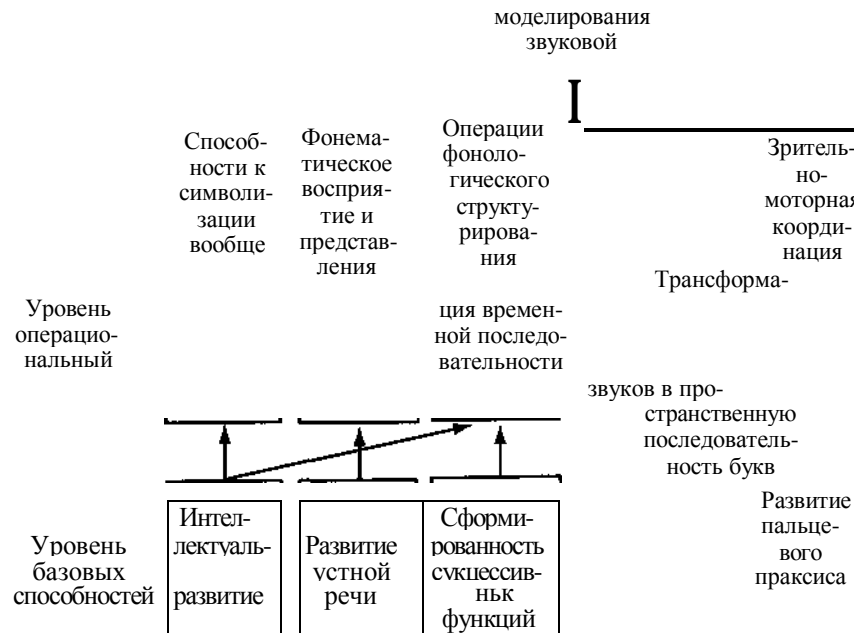 моделирования
звуковой
Способ-
ности к
символи-
зации
вообще
Фонема-
тическое
восприя-
тие и
представ-
ления
Операции
фоноло-
гического
структу-
рирова-
ния
Зритель-
но-
моторная
коорди-
нация
Трансформа-
Уровень
операцио-
нальный
ция времен-
ной последо-
вательности
звуков в про-
странственную
последователь-
ность букв
Уровень
базовых
способностей
Интел-
лектуаль-
развитие
Развитие
устной
речи
Сформи-
рованность
сукцессив-
ньк
функций
Развитие
пальце-
вого
праксиса